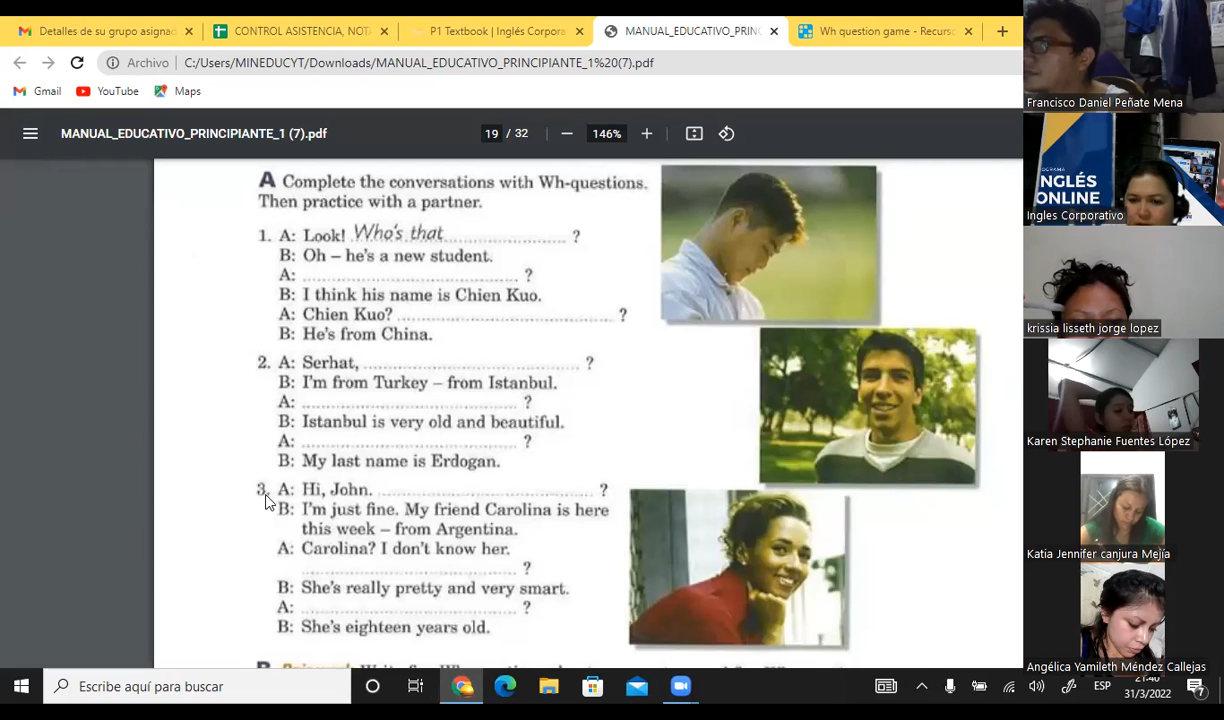 Detalles de su grupo asignad
CONTROL ASISTENCIA, NOT
P1 Textbook | Inglés Corpora
MANUAL_EDUCATIVO_PRINC
Wh question game - Recurso
Archivo
C:/Users/MINEDUCYT/Downloads/MANUAL_EDUCATIVO_PRINCIPIANTE_1%20(7).pdf
Gmail
YouTube
Maps
MANUAL_EDUCATIVO_PRINCIPIANTE_1 (7).pdf
19 / 32
146%
A Complete the conversations with Wh-questions.
Then practice with a partner.
1. A: Look! Who's that ?
B: Oh – he's a new student.
A: ?
B: I think his name is Chien Kuo.
A: Chien Kuo? ?
B: He's from China.
2. A: Serhat, ?
B: I'm from Turkey – from Istanbul.
A: ?
B: Istanbul is very old and beautiful.
A: ?
B: My last name is Erdogan.
3. A: Hi, John. ?
B: I'm just fine. My friend Carolina is here
this week – from Argentina.
A: Carolina? I don't know her.
?
B: She's really pretty and very smart.
A: ?
B: She's eighteen years old.
Francisco Daniel Peñate Mena
INGLÉS
ONLINE
Ingles Corporativo
krissia lisseth jorge lopez
Karen Stephanie Fuentes López
Katia Jennifer canjura Mejía
Angélica Yamileth Méndez Callejas
Escribe aquí para buscar
ESP
21:40
31/3/2022
7